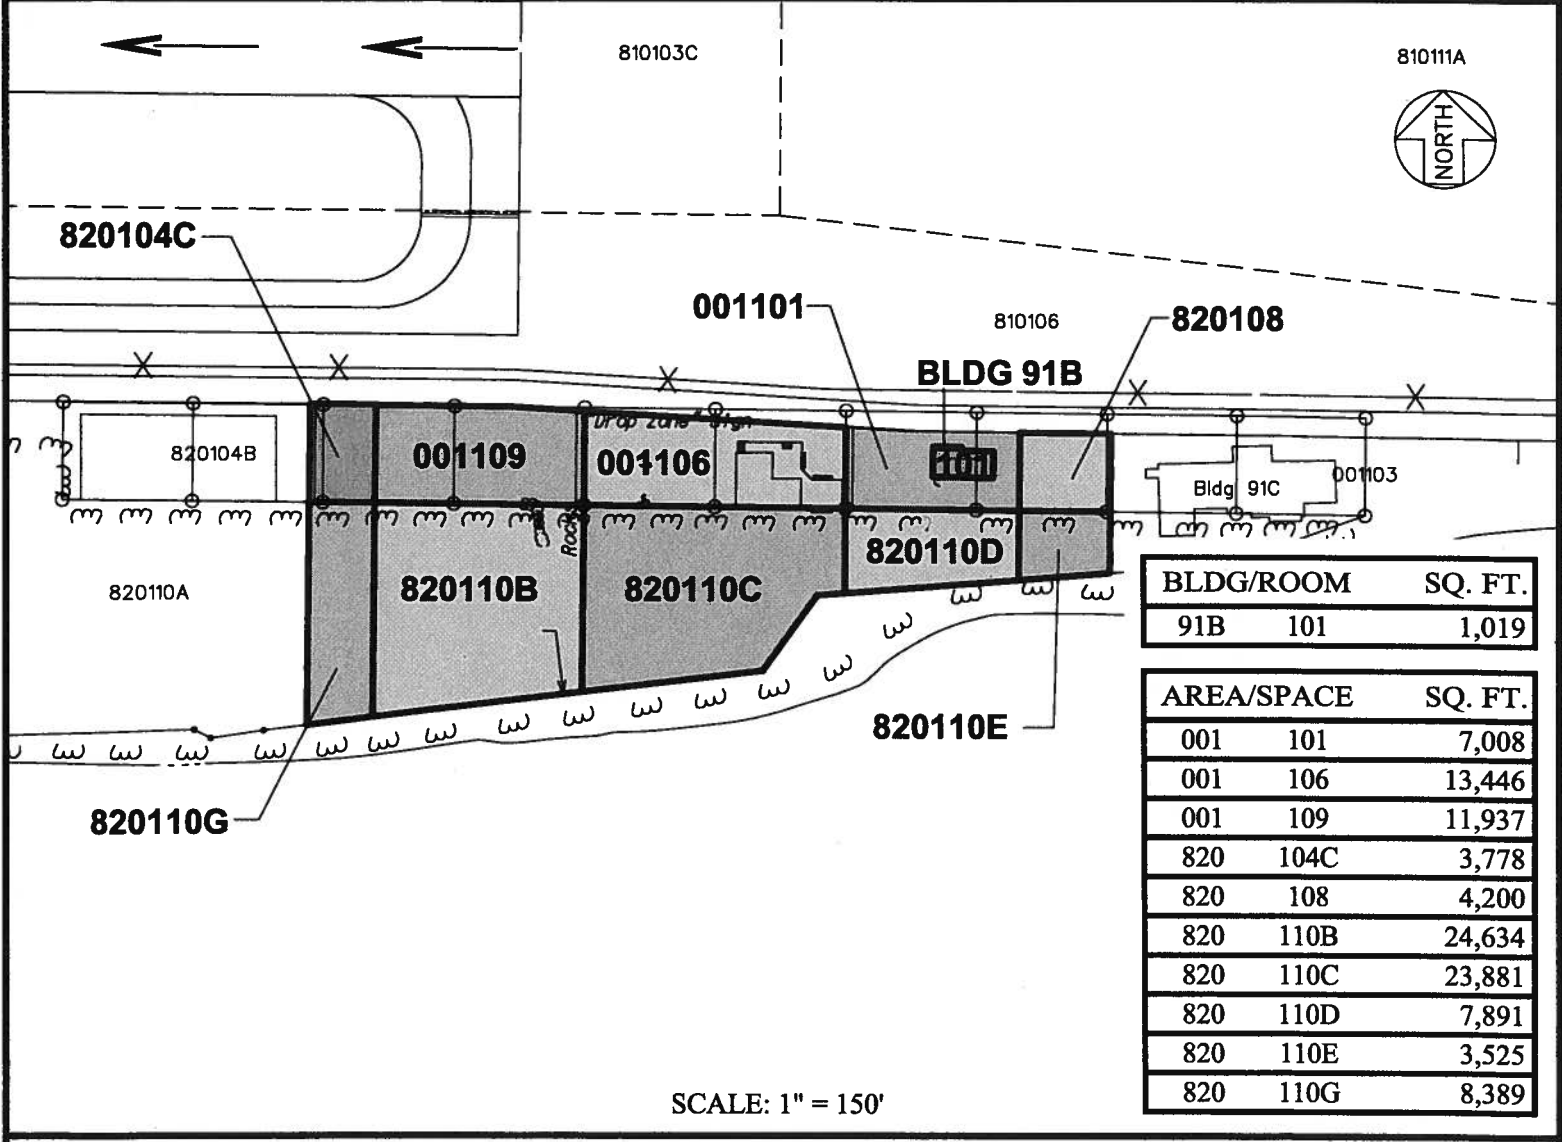 810103C
810111A
NORTH
820104C
001101
810106
820108
BLDG 91B
Drop zone
820104B
001109
001106
101
Bldg 91C
001103
Rocks
820110A
820110B
820110C
820110D
820110E
820110G
BLDG/ROOM SQ. FT.
91B 101 1,019
AREA/SPACE SQ. FT.
001 101 7,008
001 106 13,446
001 109 11,937
820 104C 3,778
820 108 4,200
820 110B 24,634
820 110C 23,881
820 110D 7,891
820 110E 3,525
820 110G 8,389
SCALE: 1" = 150'